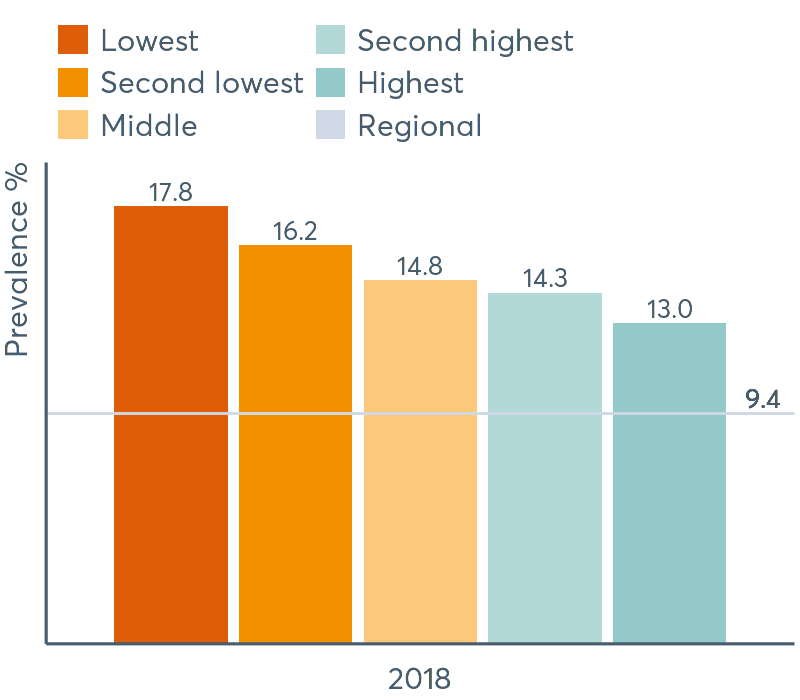 Lowest
Second lowest
Middle
Second highest
Highest
Regional
Prevalence %
17.8
16.2
14.8
14.3
13.0
9.4
2018